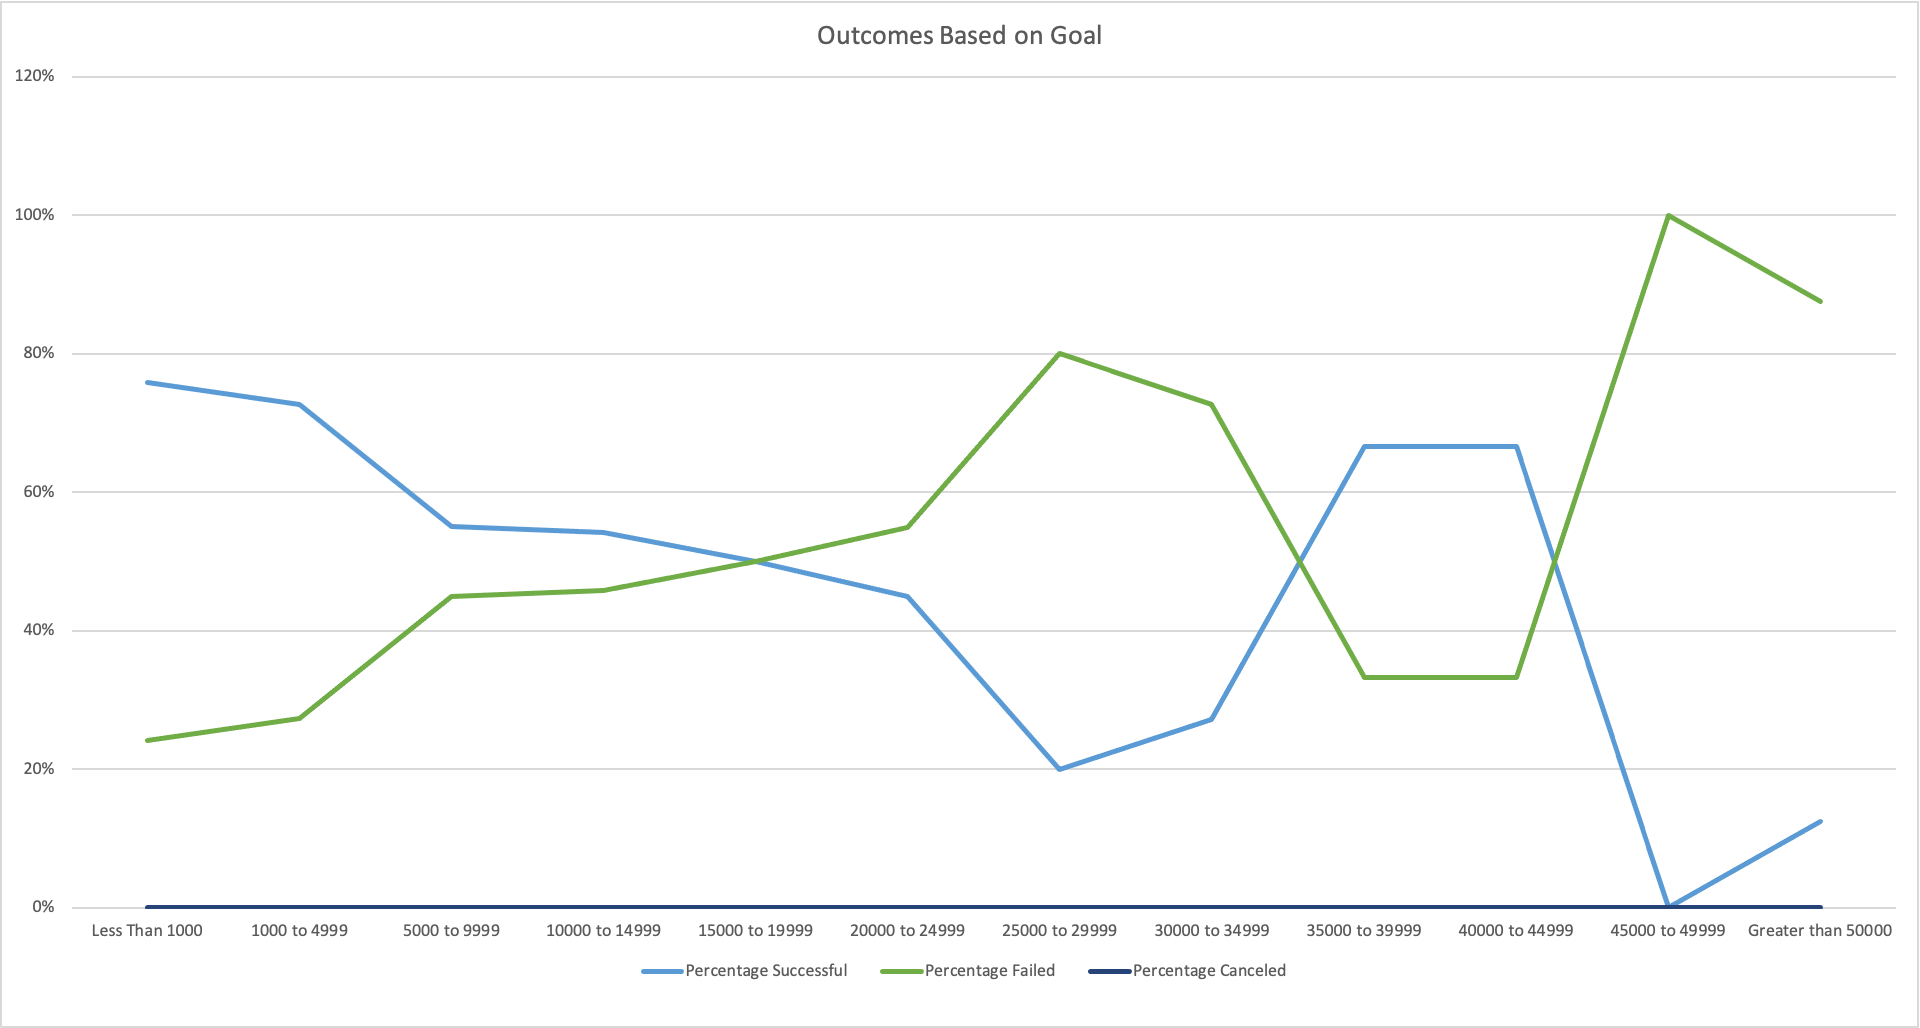 Outcomes Based on Goal
120%
100%
80%
60%
40%
20%
0%
Less Than 1000 1000 to 4999 5000 to 9999 10000 to 14999 15000 to 19999 20000 to 24999 25000 to 29999 30000 to 34999 35000 to 39999 40000 to 44999 45000 to 49999 Greater than 50000
Percentage Successful Percentage Failed Percentage Canceled